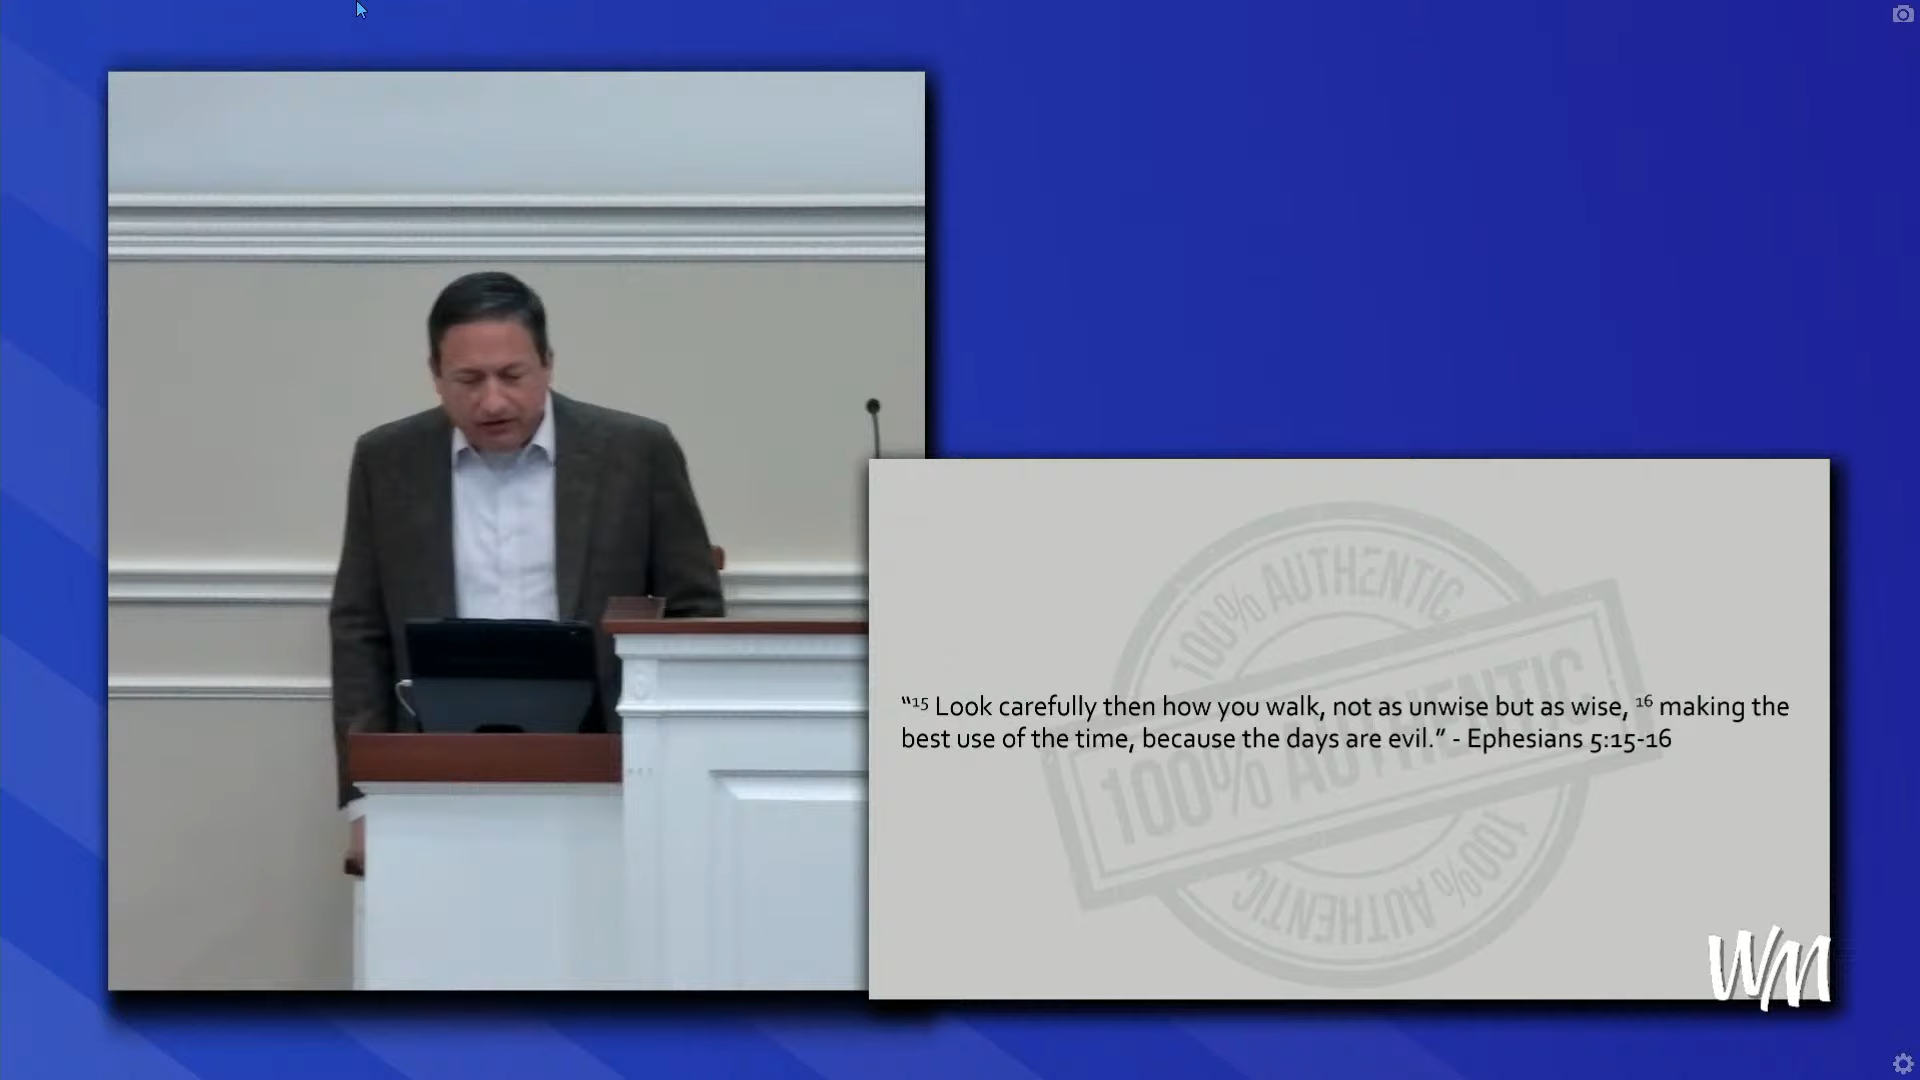 100% AUTHENTIC
“¹⁵ Look carefully then how you walk, not as unwise but as wise, ¹⁶ making the
best use of the time, because the days are evil.” - Ephesians 5:15-16
100% AUTHENTIC
100% AUTHENTIC
WM